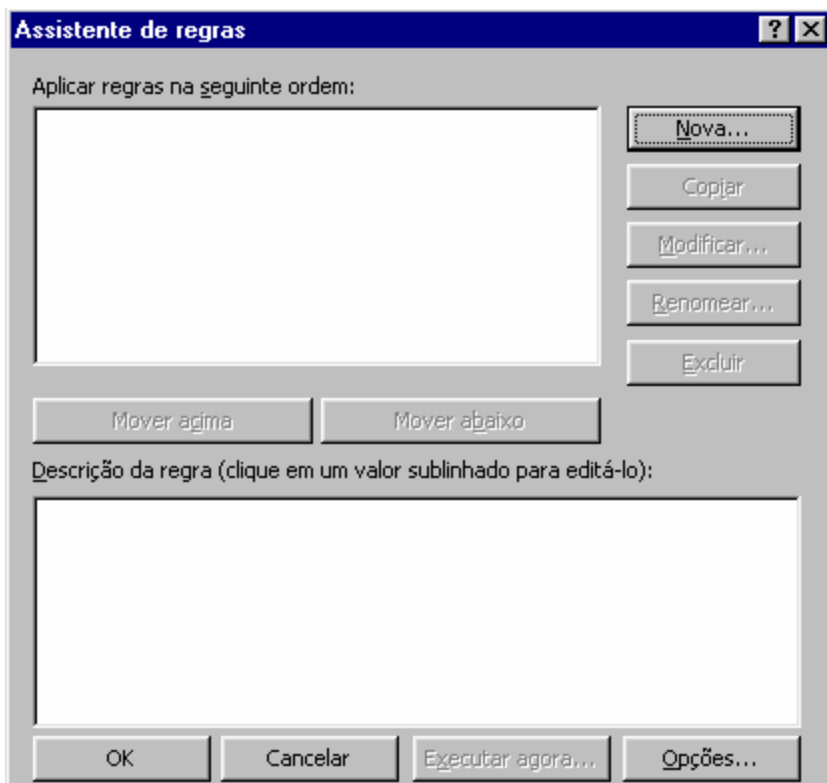 Assistente de regras
Aplicar regras na seguinte ordem:
Nova...
Copiar
Modificar...
Renomear...
Excluir
Mover acima
Mover abaixo
Descrição da regra (clique em um valor sublinhado para editá-lo):
OK
Cancelar
Executar agora...
Opções...